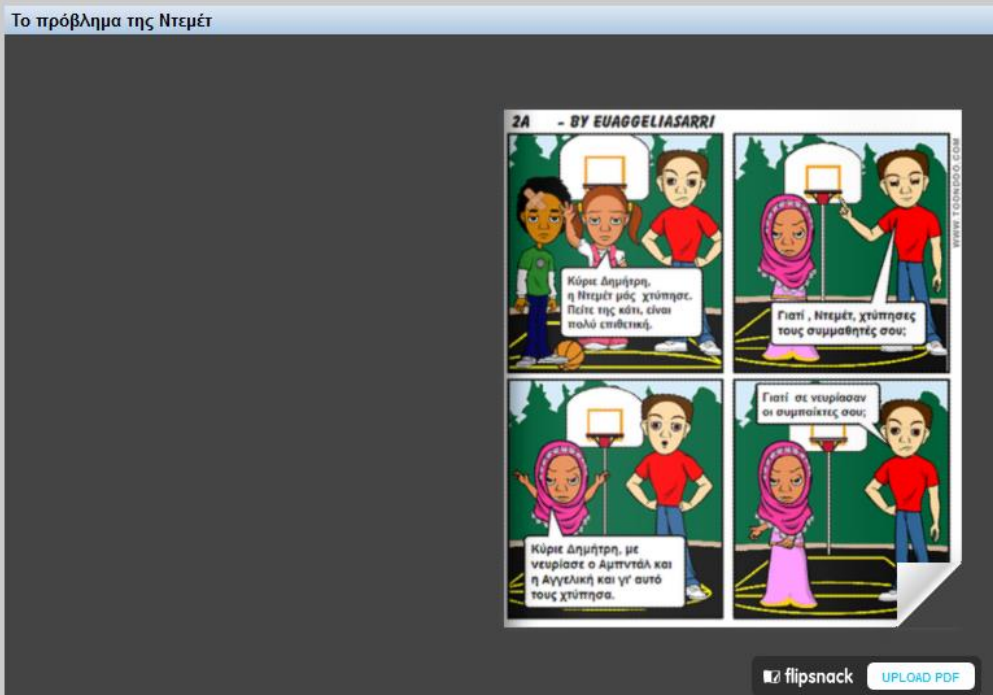 Το πρόβλημα της Ντεμέτ
2A - BY EUAGGELIASARRI
WWW.TOONDOO.COM
Κύριε Δημήτρη,
η Ντεμέτ μάς χτύπησε.
Πείτε της κάτι, είναι
πολύ επιθετική.
Γιατί , Ντεμέτ, χτύπησες
τους συμμαθητές σου;
Κύριε Δημήτρη, με
νευρίασε ο Αμπντάλ και
η Αγγελική και γι' αυτό
τους χτύπησα.
Γιατί σε νευρίασαν
οι συμπαίκτες σου;
flipsnack
UPLOAD PDF